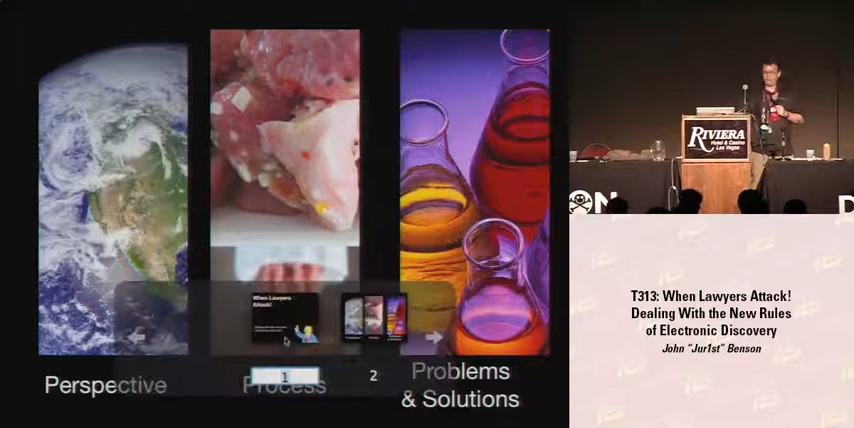 When Lawyers
Attack!
1
2
Perspective
Process
Problems
& Solutions
RIVIERA
Hotel & Casino
Las Vegas
ON
D
T313: When Lawyers Attack!
Dealing With the New Rules
of Electronic Discovery
John "Jur1st" Benson